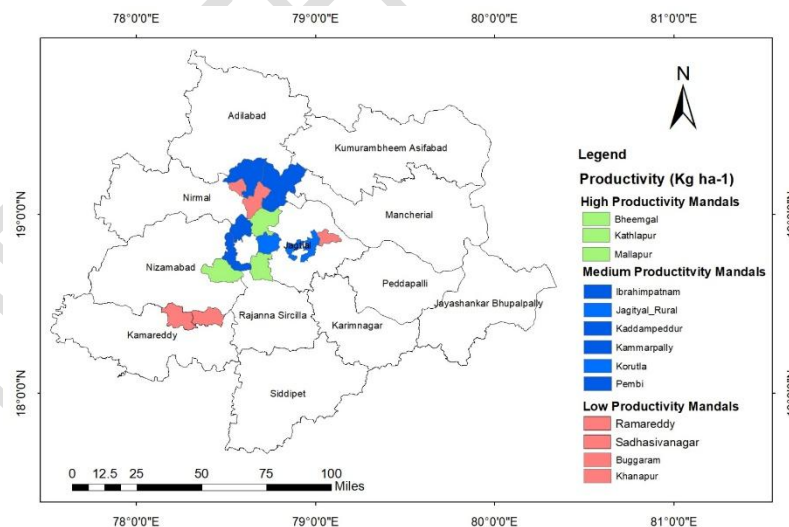 78°0'0"E 79°0'0"E 80°0'0"E 81°0'0"E
N
Adilabad
Kumurambheem Asifabad
Legend
Productivity (Kg ha-1)
High Productivity Mandals
Bheemgal
Kathlapur
Mallapur
Medium Productivity Mandals
Ibrahimpatnam
Jagityal_Rural
Kaddampeddur
Kammarpally
Korutla
Pembi
Low Productivity Mandals
Ramareddy
Sadhasivanagar
Buggaram
Khanapur
Nirmal
19°0'0"N
Mancherial
Jagtial
Nizamabad
Peddapalli
Jayashankar Bhupalpally
Rajanna Sircilla
Karimnagar
Kamareddy
18°0'0"N
Siddipet
0 12.5 25 50 75 100
Miles
78°0'0"E 79°0'0"E 80°0'0"E 81°0'0"E